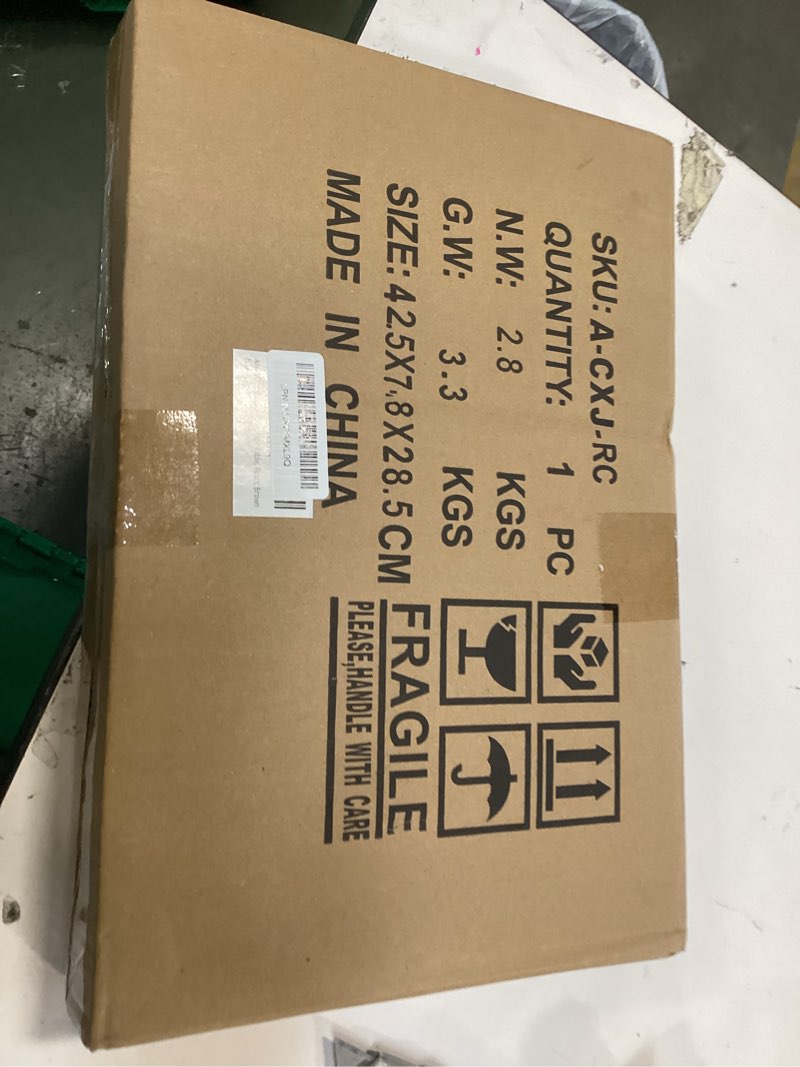 SKU: A-CXJ-RC
QUANTITY: 1 PC
N.W: 2.8 KGS
G.W: 3.3 KGS
SIZE: 42.5X7.8X28.5CM
MADE IN CHINA
FRAGILE
PLEASE,HANDLE WITH CARE
Brown